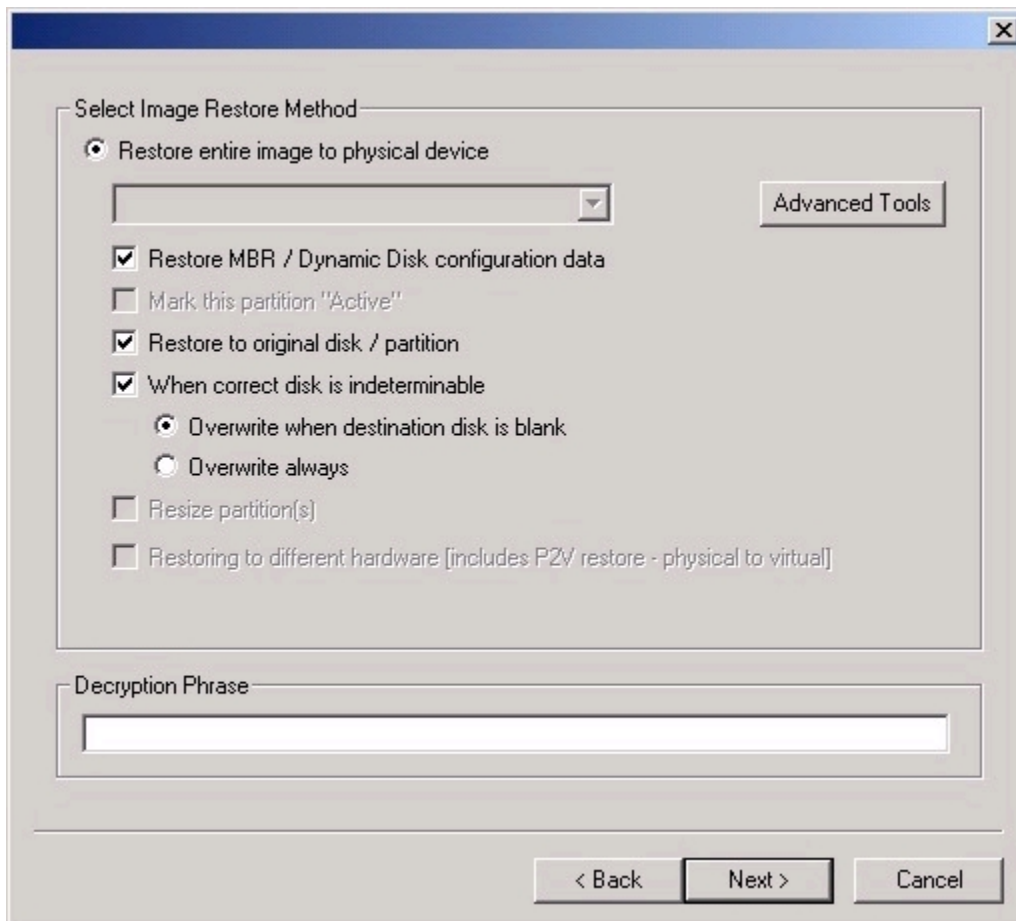 Select Image Restore Method
Restore entire image to physical device
Advanced Tools
Restore MBR / Dynamic Disk configuration data
Mark this partition "Active"
Restore to original disk / partition
When correct disk is indeterminable
Overwrite when destination disk is blank
Overwrite always
Resize partition(s)
Restoring to different hardware [includes P2V restore - physical to virtual]
Decryption Phrase
< Back Next > Cancel